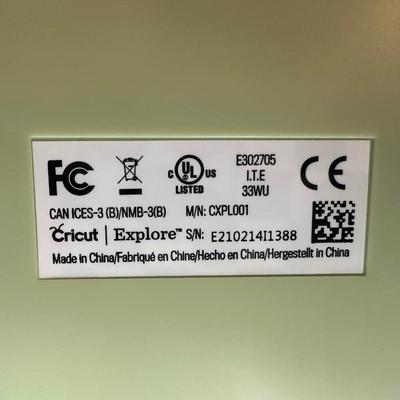 FC
C UL US
LISTED
E302705
I.T.E
33WU
CE
CAN ICES-3 (B)/NMB-3(B) M/N: CXPL001
Cricut | Explore™ S/N: E210214I1388
Made in China/Fabriqué en Chine/Hecho en China/Hergestellt in China